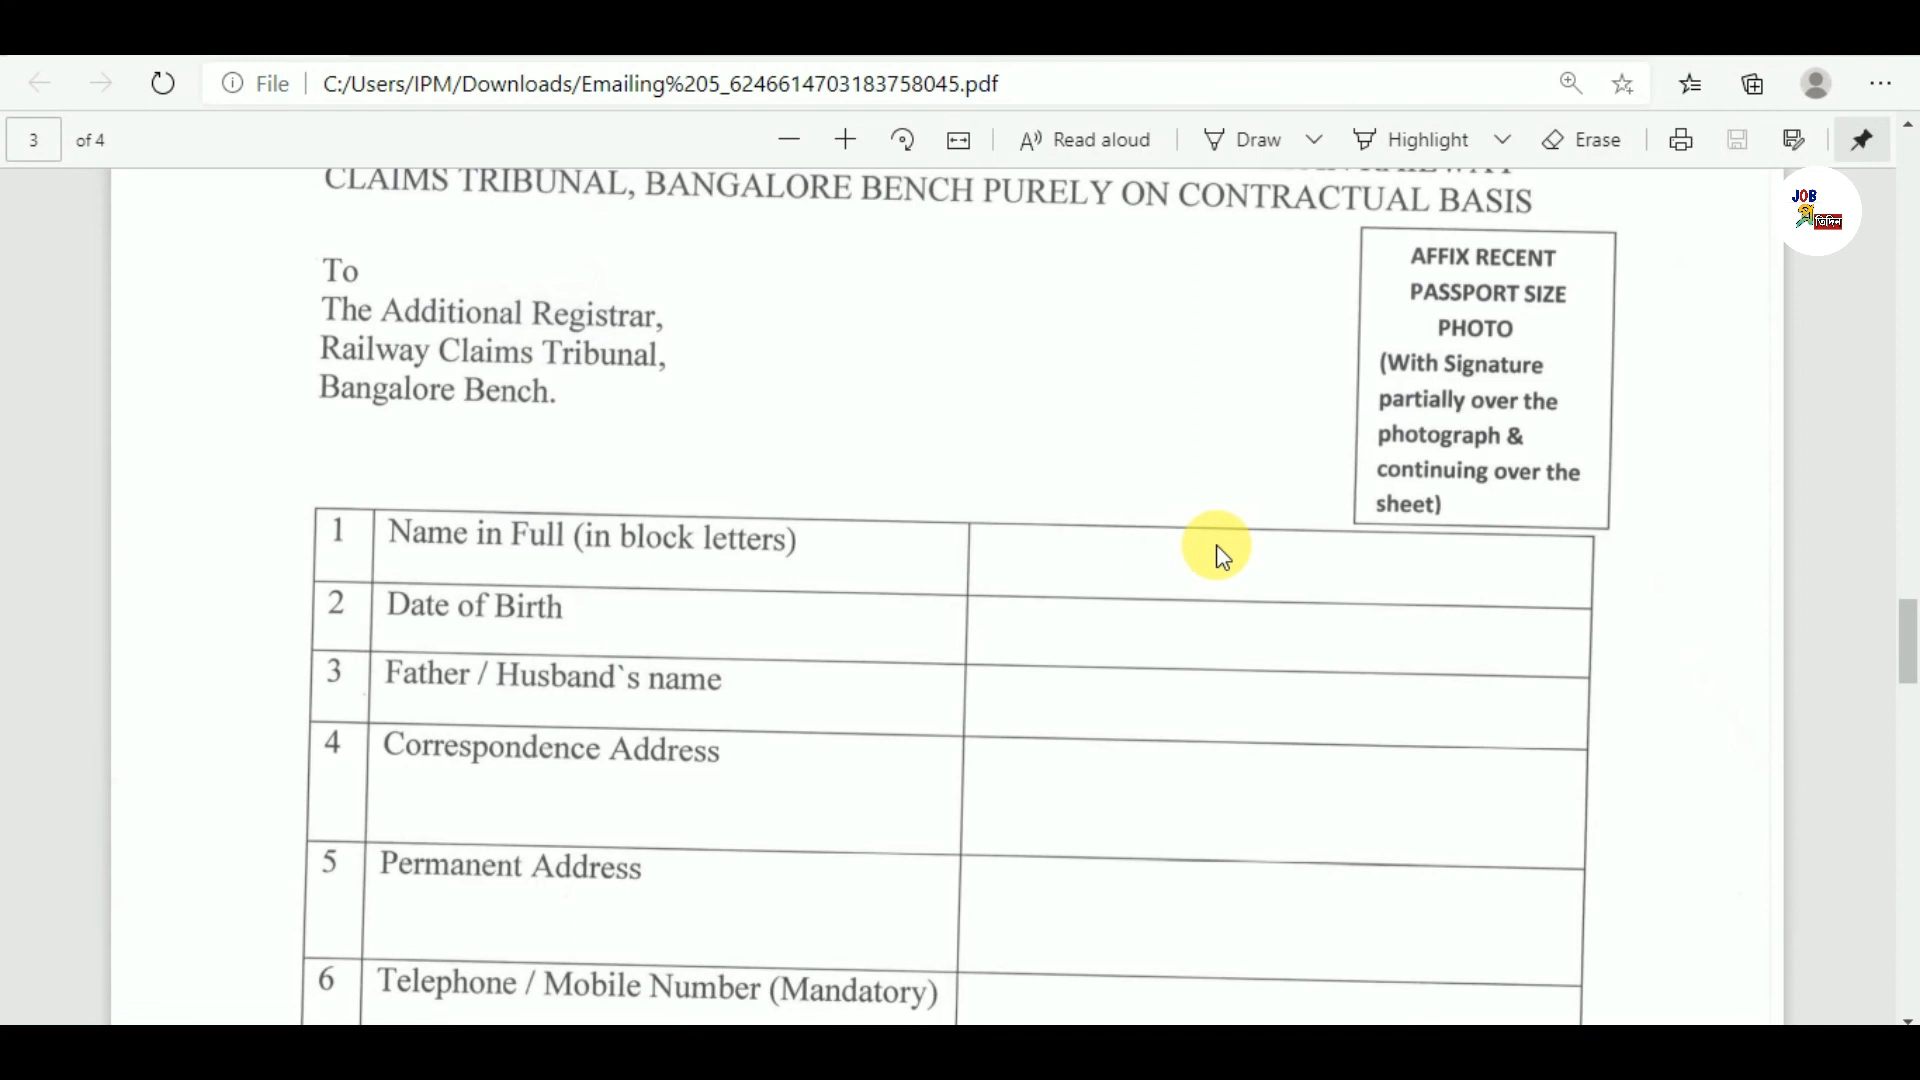 File
C:/Users/IPM/Downloads/Emailing%205_6246614703183758045.pdf
3
of 4
Read aloud
Draw
Highlight
Erase
CLAIMS TRIBUNAL, BANGALORE BENCH PURELY ON CONTRACTUAL BASIS
JOB
প্রতিদিন
To
The Additional Registrar,
Railway Claims Tribunal,
Bangalore Bench.
AFFIX RECENT
PASSPORT SIZE
PHOTO
(With Signature
partially over the
photograph &
continuing over the
sheet)
1 Name in Full (in block letters)
2 Date of Birth
3 Father / Husband`s name
4 Correspondence Address
5 Permanent Address
6 Telephone / Mobile Number (Mandatory)